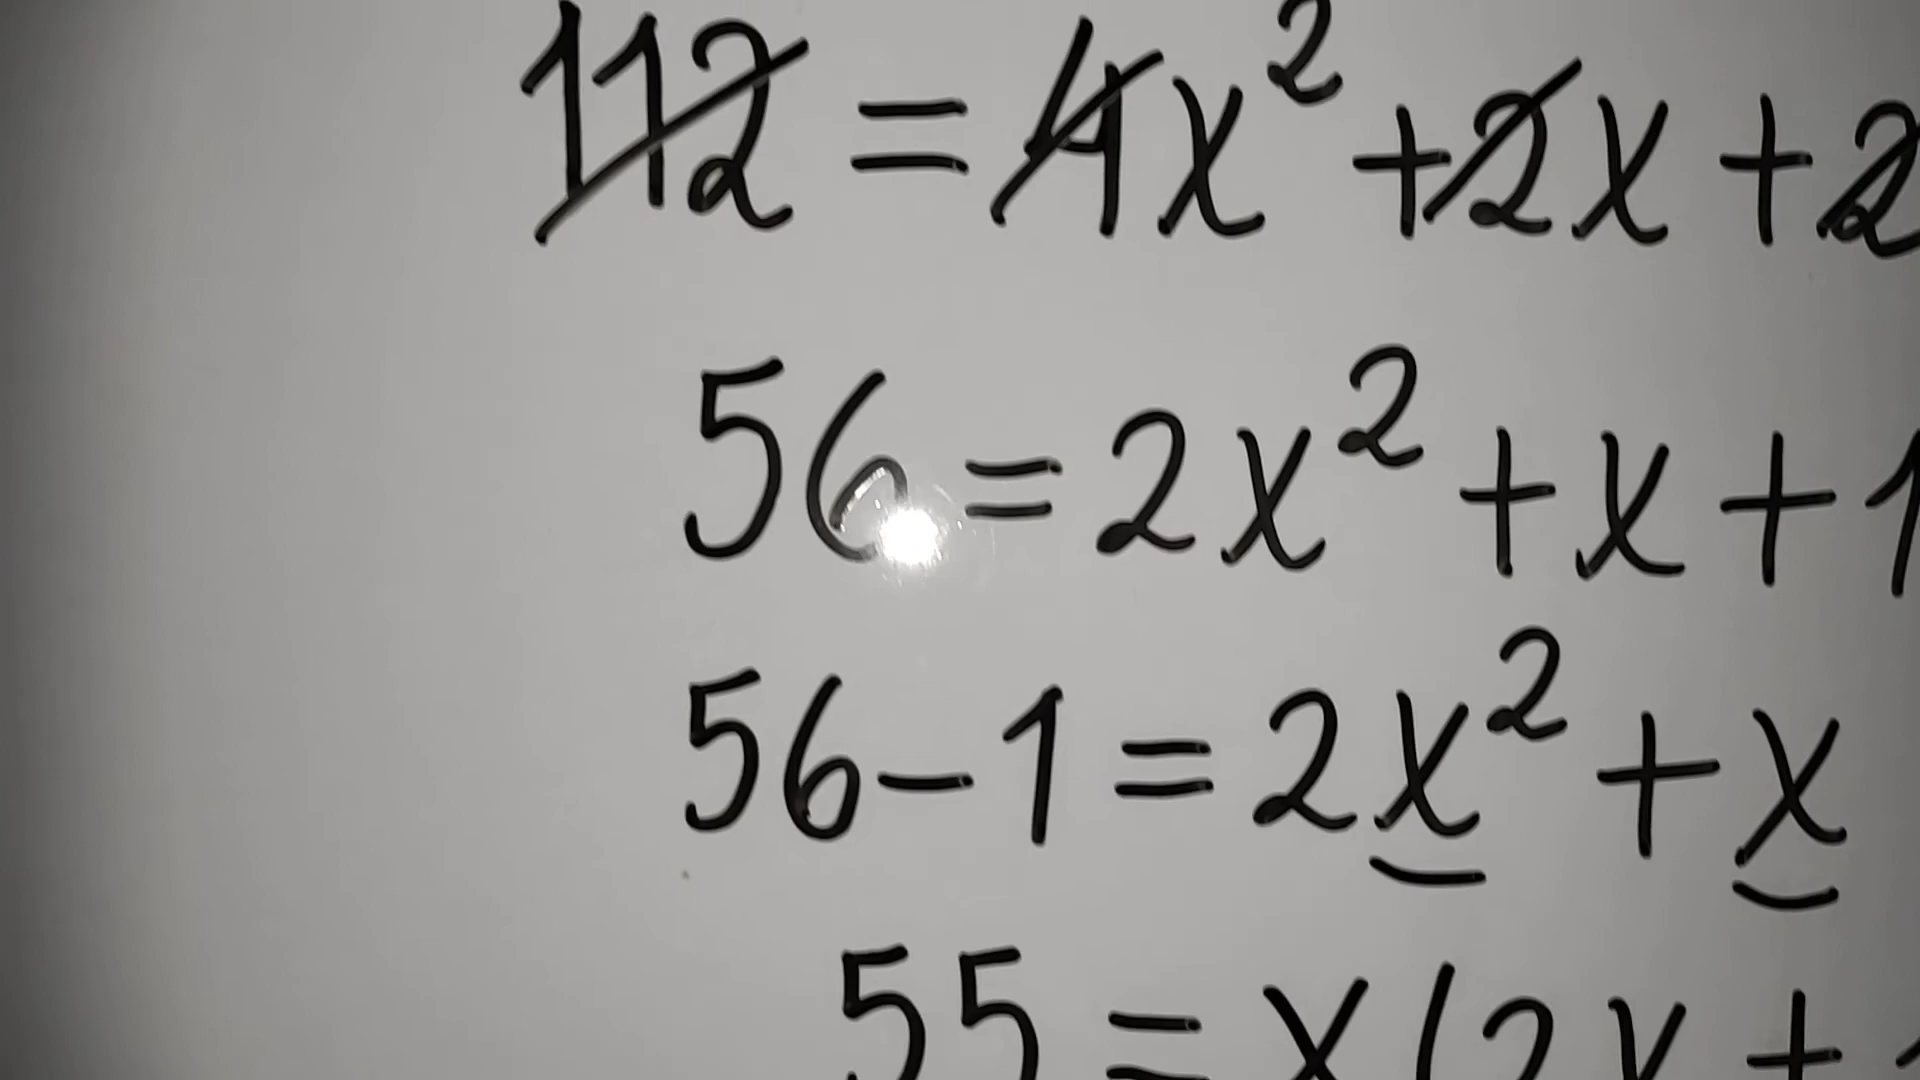 112 = 4x² + 2x + 2
56 = 2x² + x + 1
56 - 1 = 2x² + x
55 = x(2x +